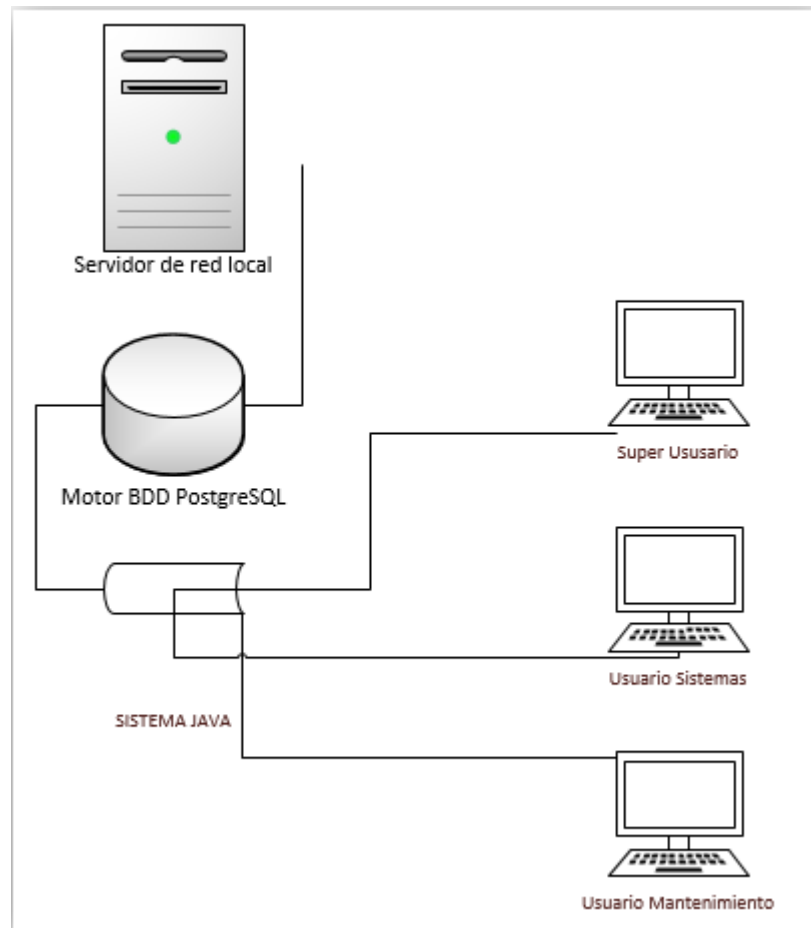 Servidor de red local
Motor BDD PostgreSQL
Super Ususario
Usuario Sistemas
SISTEMA JAVA
Usuario Mantenimiento